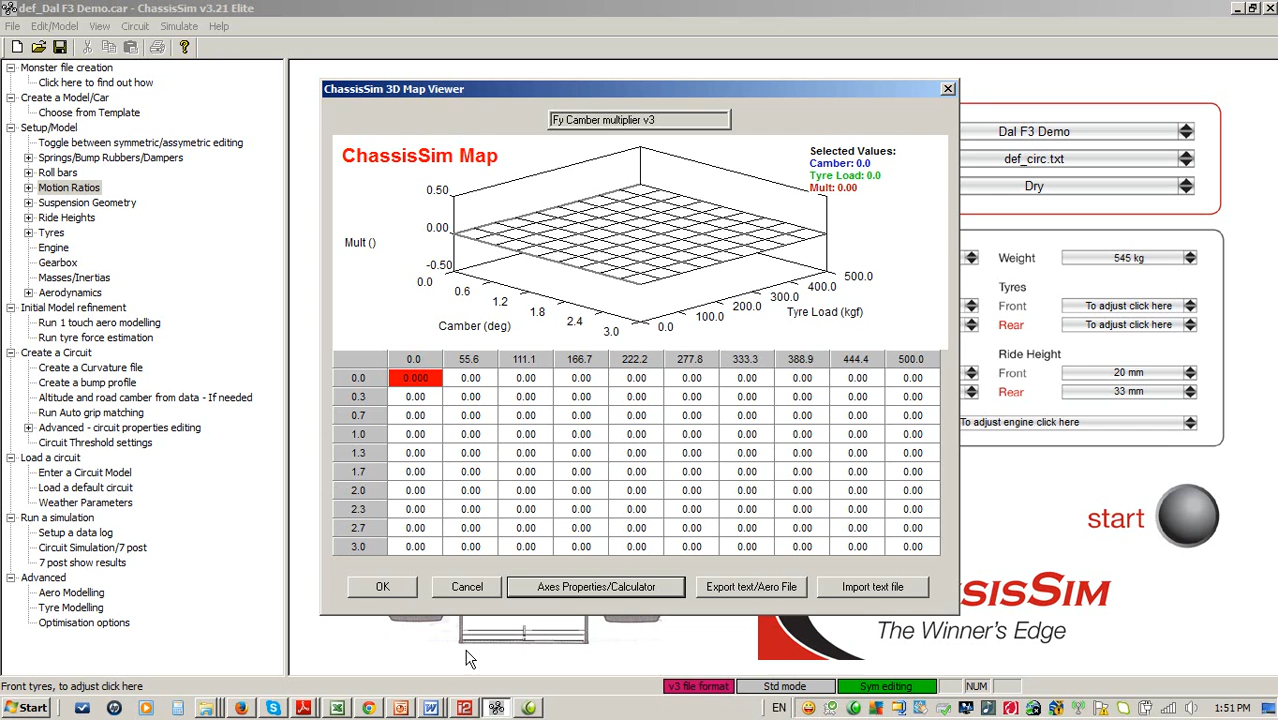 def_Dal F3 Demo.car - ChassisSim v3.21 Elite
File Edit/Model View Circuit Simulate Help
Monster file creation
Click here to find out how
Create a Model/Car
Choose from Template
Setup/Model
Toggle between symmetric/assymetric editing
Springs/Bump Rubbers/Dampers
Roll bars
Motion Ratios
Suspension Geometry
Ride Heights
Tyres
Engine
Gearbox
Masses/Inertias
Aerodynamics
Initial Model refinement
Run 1 touch aero modelling
Run tyre force estimation
Create a Circuit
Create a Curvature file
Create a bump profile
Altitude and road camber from data - If needed
Run Auto grip matching
Advanced - circuit properties editing
Circuit Threshold settings
Load a circuit
Enter a Circuit Model
Load a default circuit
Weather Parameters
Run a simulation
Setup a data log
Circuit Simulation/7 post
7 post show results
Advanced
Aero Modelling
Tyre Modelling
Optimisation options
ChassisSim 3D Map Viewer
Fy Camber multiplier v3
ChassisSim Map
Selected Values:
Camber: 0.0
Tyre Load: 0.0
Mult: 0.00
0.50
0.00
-0.50
Mult ()
0.0
0.6
1.2
1.8
2.4
3.0
Camber (deg)
0.0
100.0
200.0
300.0
400.0
500.0
Tyre Load (kgf)
0.0 55.6 111.1 166.7 222.2 277.8 333.3 388.9 444.4 500.0
0.0 0.000 0.00 0.00 0.00 0.00 0.00 0.00 0.00 0.00 0.00
0.3 0.00 0.00 0.00 0.00 0.00 0.00 0.00 0.00 0.00 0.00
0.7 0.00 0.00 0.00 0.00 0.00 0.00 0.00 0.00 0.00 0.00
1.0 0.00 0.00 0.00 0.00 0.00 0.00 0.00 0.00 0.00 0.00
1.3 0.00 0.00 0.00 0.00 0.00 0.00 0.00 0.00 0.00 0.00
1.7 0.00 0.00 0.00 0.00 0.00 0.00 0.00 0.00 0.00 0.00
2.0 0.00 0.00 0.00 0.00 0.00 0.00 0.00 0.00 0.00 0.00
2.3 0.00 0.00 0.00 0.00 0.00 0.00 0.00 0.00 0.00 0.00
2.7 0.00 0.00 0.00 0.00 0.00 0.00 0.00 0.00 0.00 0.00
3.0 0.00 0.00 0.00 0.00 0.00 0.00 0.00 0.00 0.00 0.00
OK Cancel Axes Properties/Calculator Export text/Aero File Import text file
Dal F3 Demo
def_circ.txt
Dry
Weight 545 kg
Tyres
Front To adjust click here
Rear To adjust click here
Ride Height
Front 20 mm
Rear 33 mm
To adjust engine click here
start
The Winner's Edge
Front tyres, to adjust click here
v3 file format Std mode Sym editing NUM
Start EN 1:51 PM